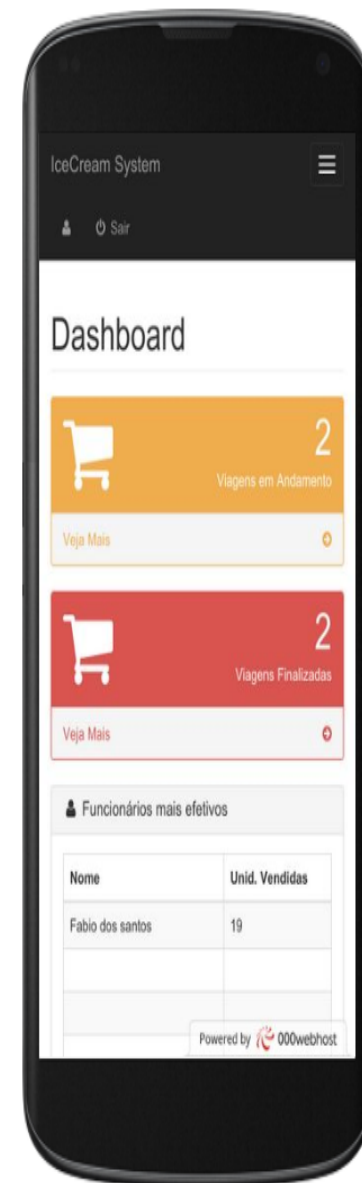 IceCream System
Sair
Dashboard
2
Viagens em Andamento
Veja Mais
2
Viagens Finalizadas
Veja Mais
Funcionários mais efetivos
Nome Unid. Vendidas
Fabio dos santos 19
Powered by 000webhost